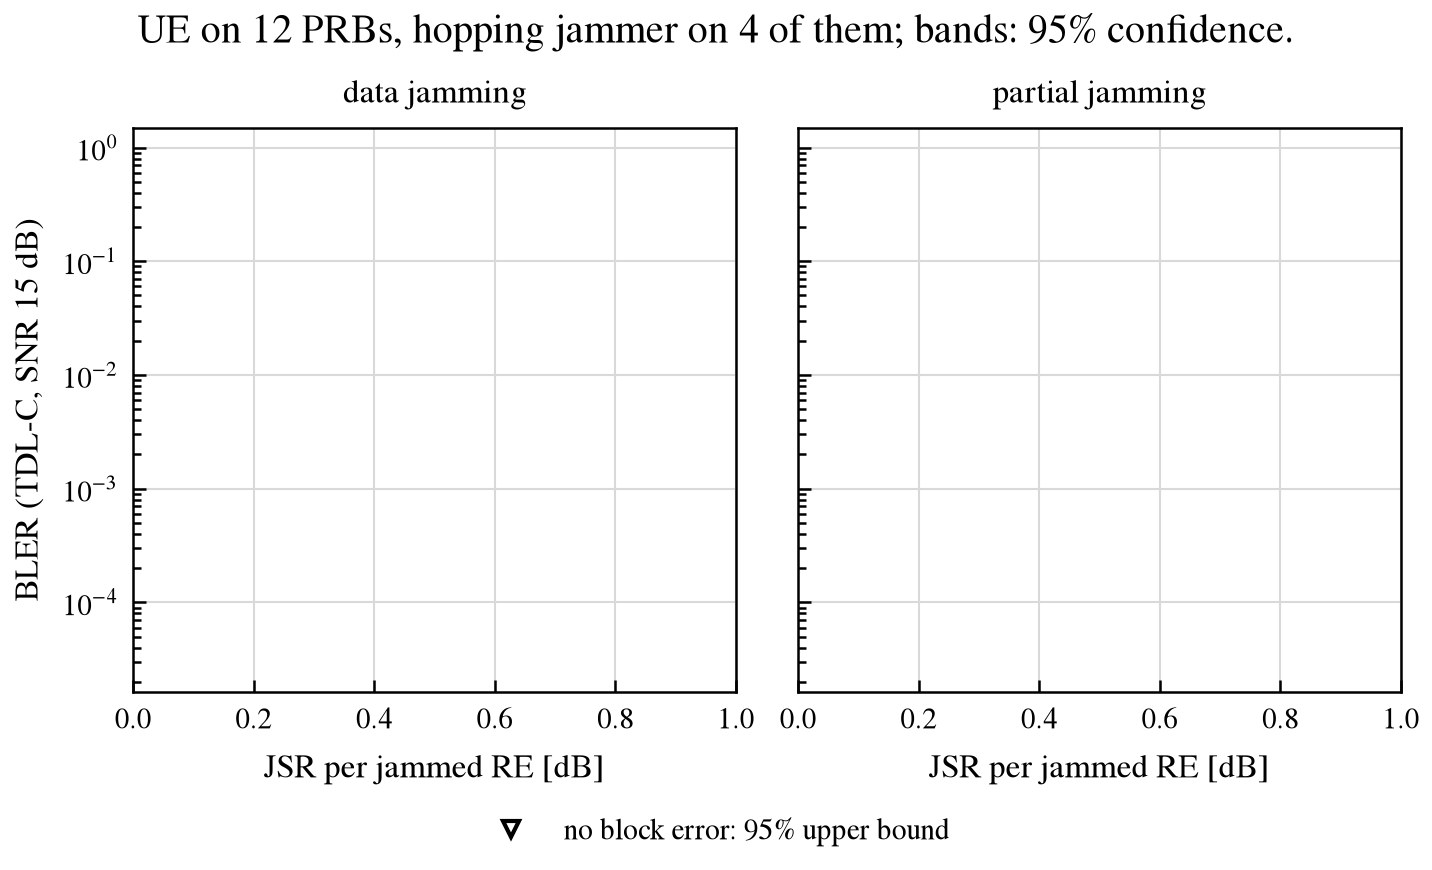 UE on 12 PRBs, hopping jammer on 4 of them; bands: 95% confidence.
data jamming
partial jamming
BLER (TDL-C, SNR 15 dB)
10⁰
10⁻¹
10⁻²
10⁻³
10⁻⁴
0.0 0.2 0.4 0.6 0.8 1.0
0.0 0.2 0.4 0.6 0.8 1.0
JSR per jammed RE [dB]
JSR per jammed RE [dB]
no block error: 95% upper bound